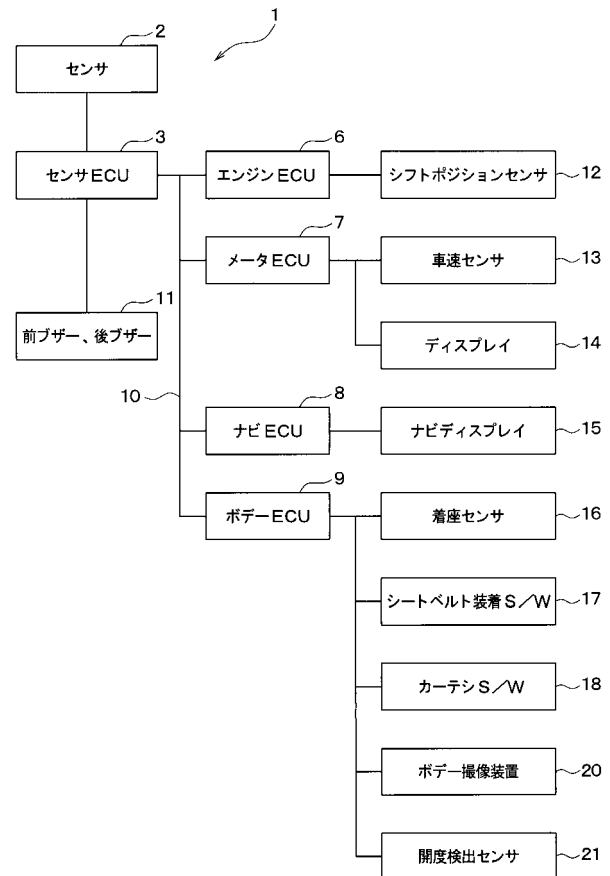 1
2
センサ
3
センサECU
6
エンジンECU
シフトポジションセンサ
12
7
メータECU
車速センサ
13
11
前ブザー、後ブザー
ディスプレイ
14
10
8
ナビECU
ナビディスプレイ
15
9
ボデーECU
着座センサ
16
シートベルト装着S/W
17
カーテシS/W
18
ボデー撮像装置
20
開度検出センサ
21